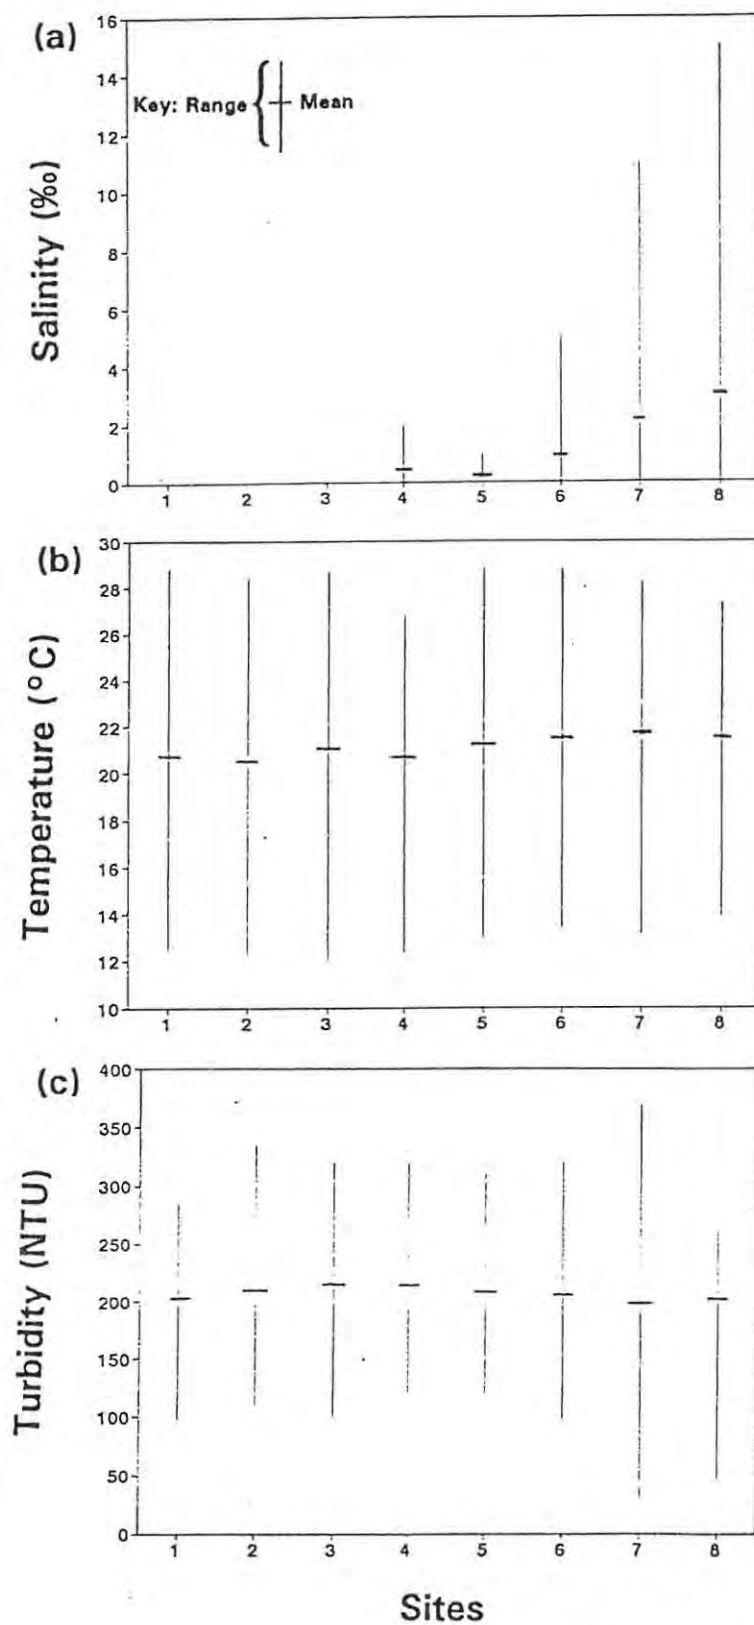 (a)
Key: Range
Mean
Salinity (‰)
16
14
12
10
8
6
4
2
0
1 2 3 4 5 6 7 8
(b)
Temperature (°C)
30
28
26
24
22
20
18
16
14
12
10
1 2 3 4 5 6 7 8
(c)
Turbidity (NTU)
400
350
300
250
200
150
100
50
0
1 2 3 4 5 6 7 8
Sites